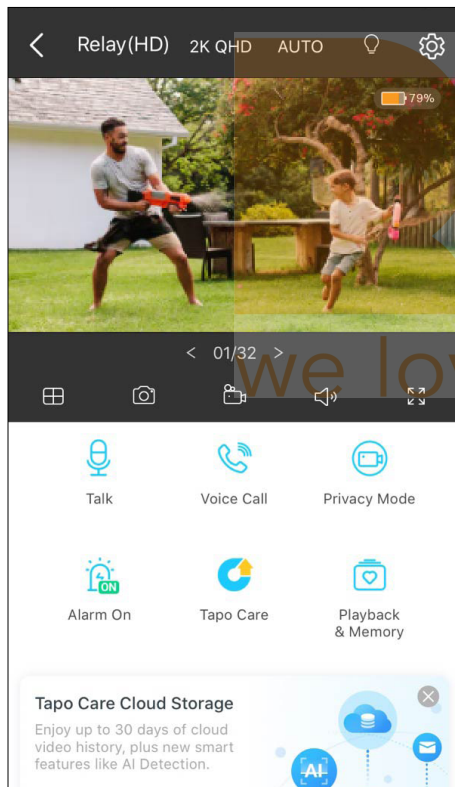 Relay(HD) 2K QHD AUTO
79%
< 01/32 >
we lov
Talk Voice Call Privacy Mode
ON
Alarm On Tapo Care Playback
& Memory
Tapo Care Cloud Storage
Enjoy up to 30 days of cloud
video history, plus new smart
features like AI Detection.
AI